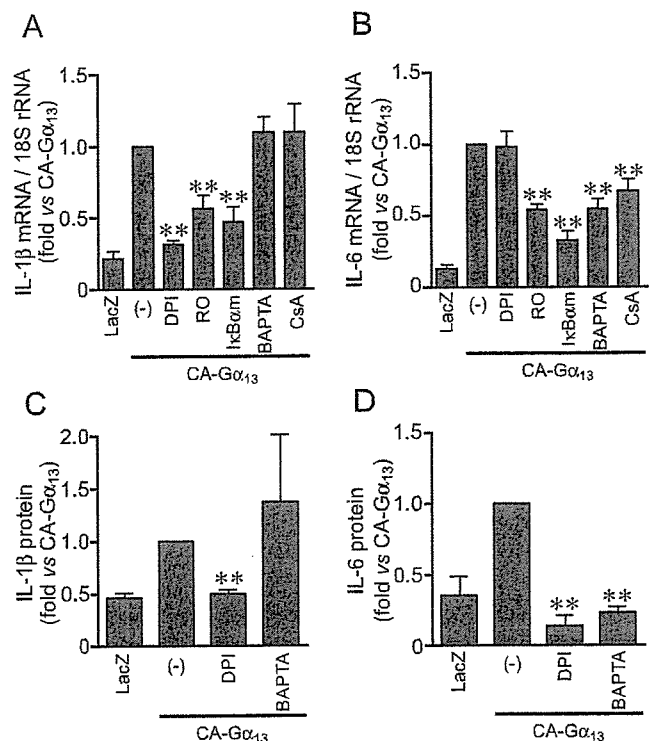 A
IL-1β mRNA / 18S rRNA
(fold vs CA-Gα13)
1.5
1.0
0.5
0
** ** **
LacZ (-) DPI RO IκBαm BAPTA CsA
CA-Gα13
B
IL-6 mRNA / 18S rRNA
(fold vs CA-Gα13)
1.5
1.0
0.5
0
** ** ** **
LacZ (-) DPI RO IκBαm BAPTA CsA
CA-Gα13
C
IL-1β protein
(fold vs CA-Gα13)
2.0
1.5
1.0
0.5
0
**
LacZ (-) DPI BAPTA
CA-Gα13
D
IL-6 protein
(fold vs CA-Gα13)
1.5
1.0
0.5
0
** **
LacZ (-) DPI BAPTA
CA-Gα13